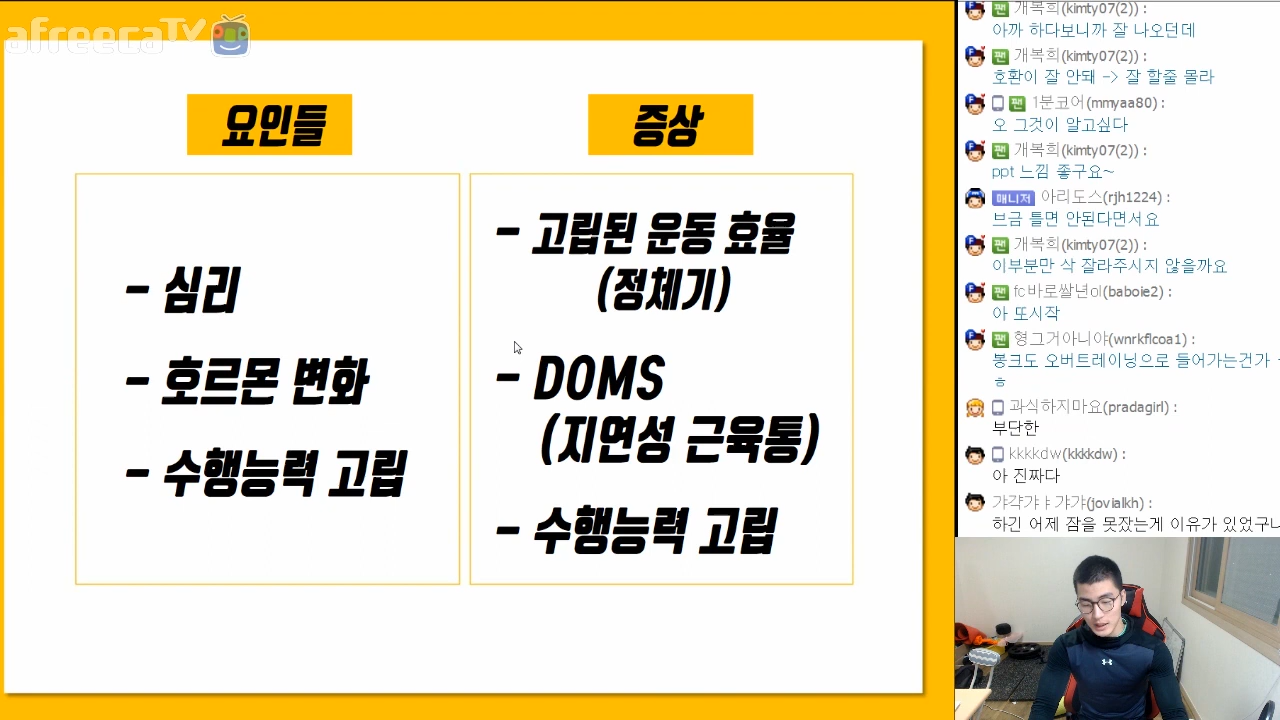 afreecaTV
요인들
- 심리
- 호르몬 변화
- 수행능력 고립
증상
- 고립된 운동 효율
(정체기)
- DOMS
(지연성 근육통)
- 수행능력 고립
팬 개복희(kimty07(2)) :
아까 하다보니까 잘 나오던데
팬 개복희(kimty07(2)) :
호환이 잘 안돼 -> 잘 할줄 몰라
팬 1분코어(mmyaa80) :
오 그것이 알고싶다
팬 개복희(kimty07(2)) :
ppt 느낌 좋구요~
매니저 아리도스(rjh1224) :
브금 틀면 안된다면서요
팬 개복희(kimty07(2)) :
이부분만 삭 잘라주시지 않을까요
팬 fc바로쌀년이(baboie2) :
아 또시작
팬 형그거아니야(wnrkflcoa1) :
봉크도 오버트레이닝으로 들어가는건가
ㅎ
과식하지마요(pradagirl) :
부단한
kkkkdw(kkkkdw) :
아 진짜다
갸갹갸ㅑ갸갸(jovialkh) :
하긴 어제 잠을 못잤는게 이유가 있었구나